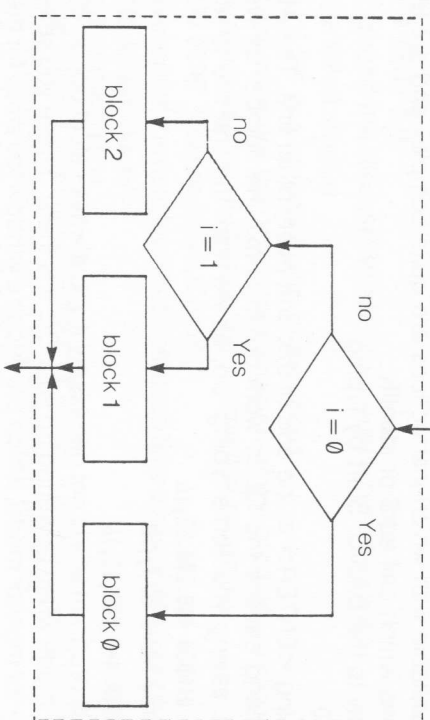 i = 0
Yes
no
i = 1
Yes
no
block 0
block 1
block 2